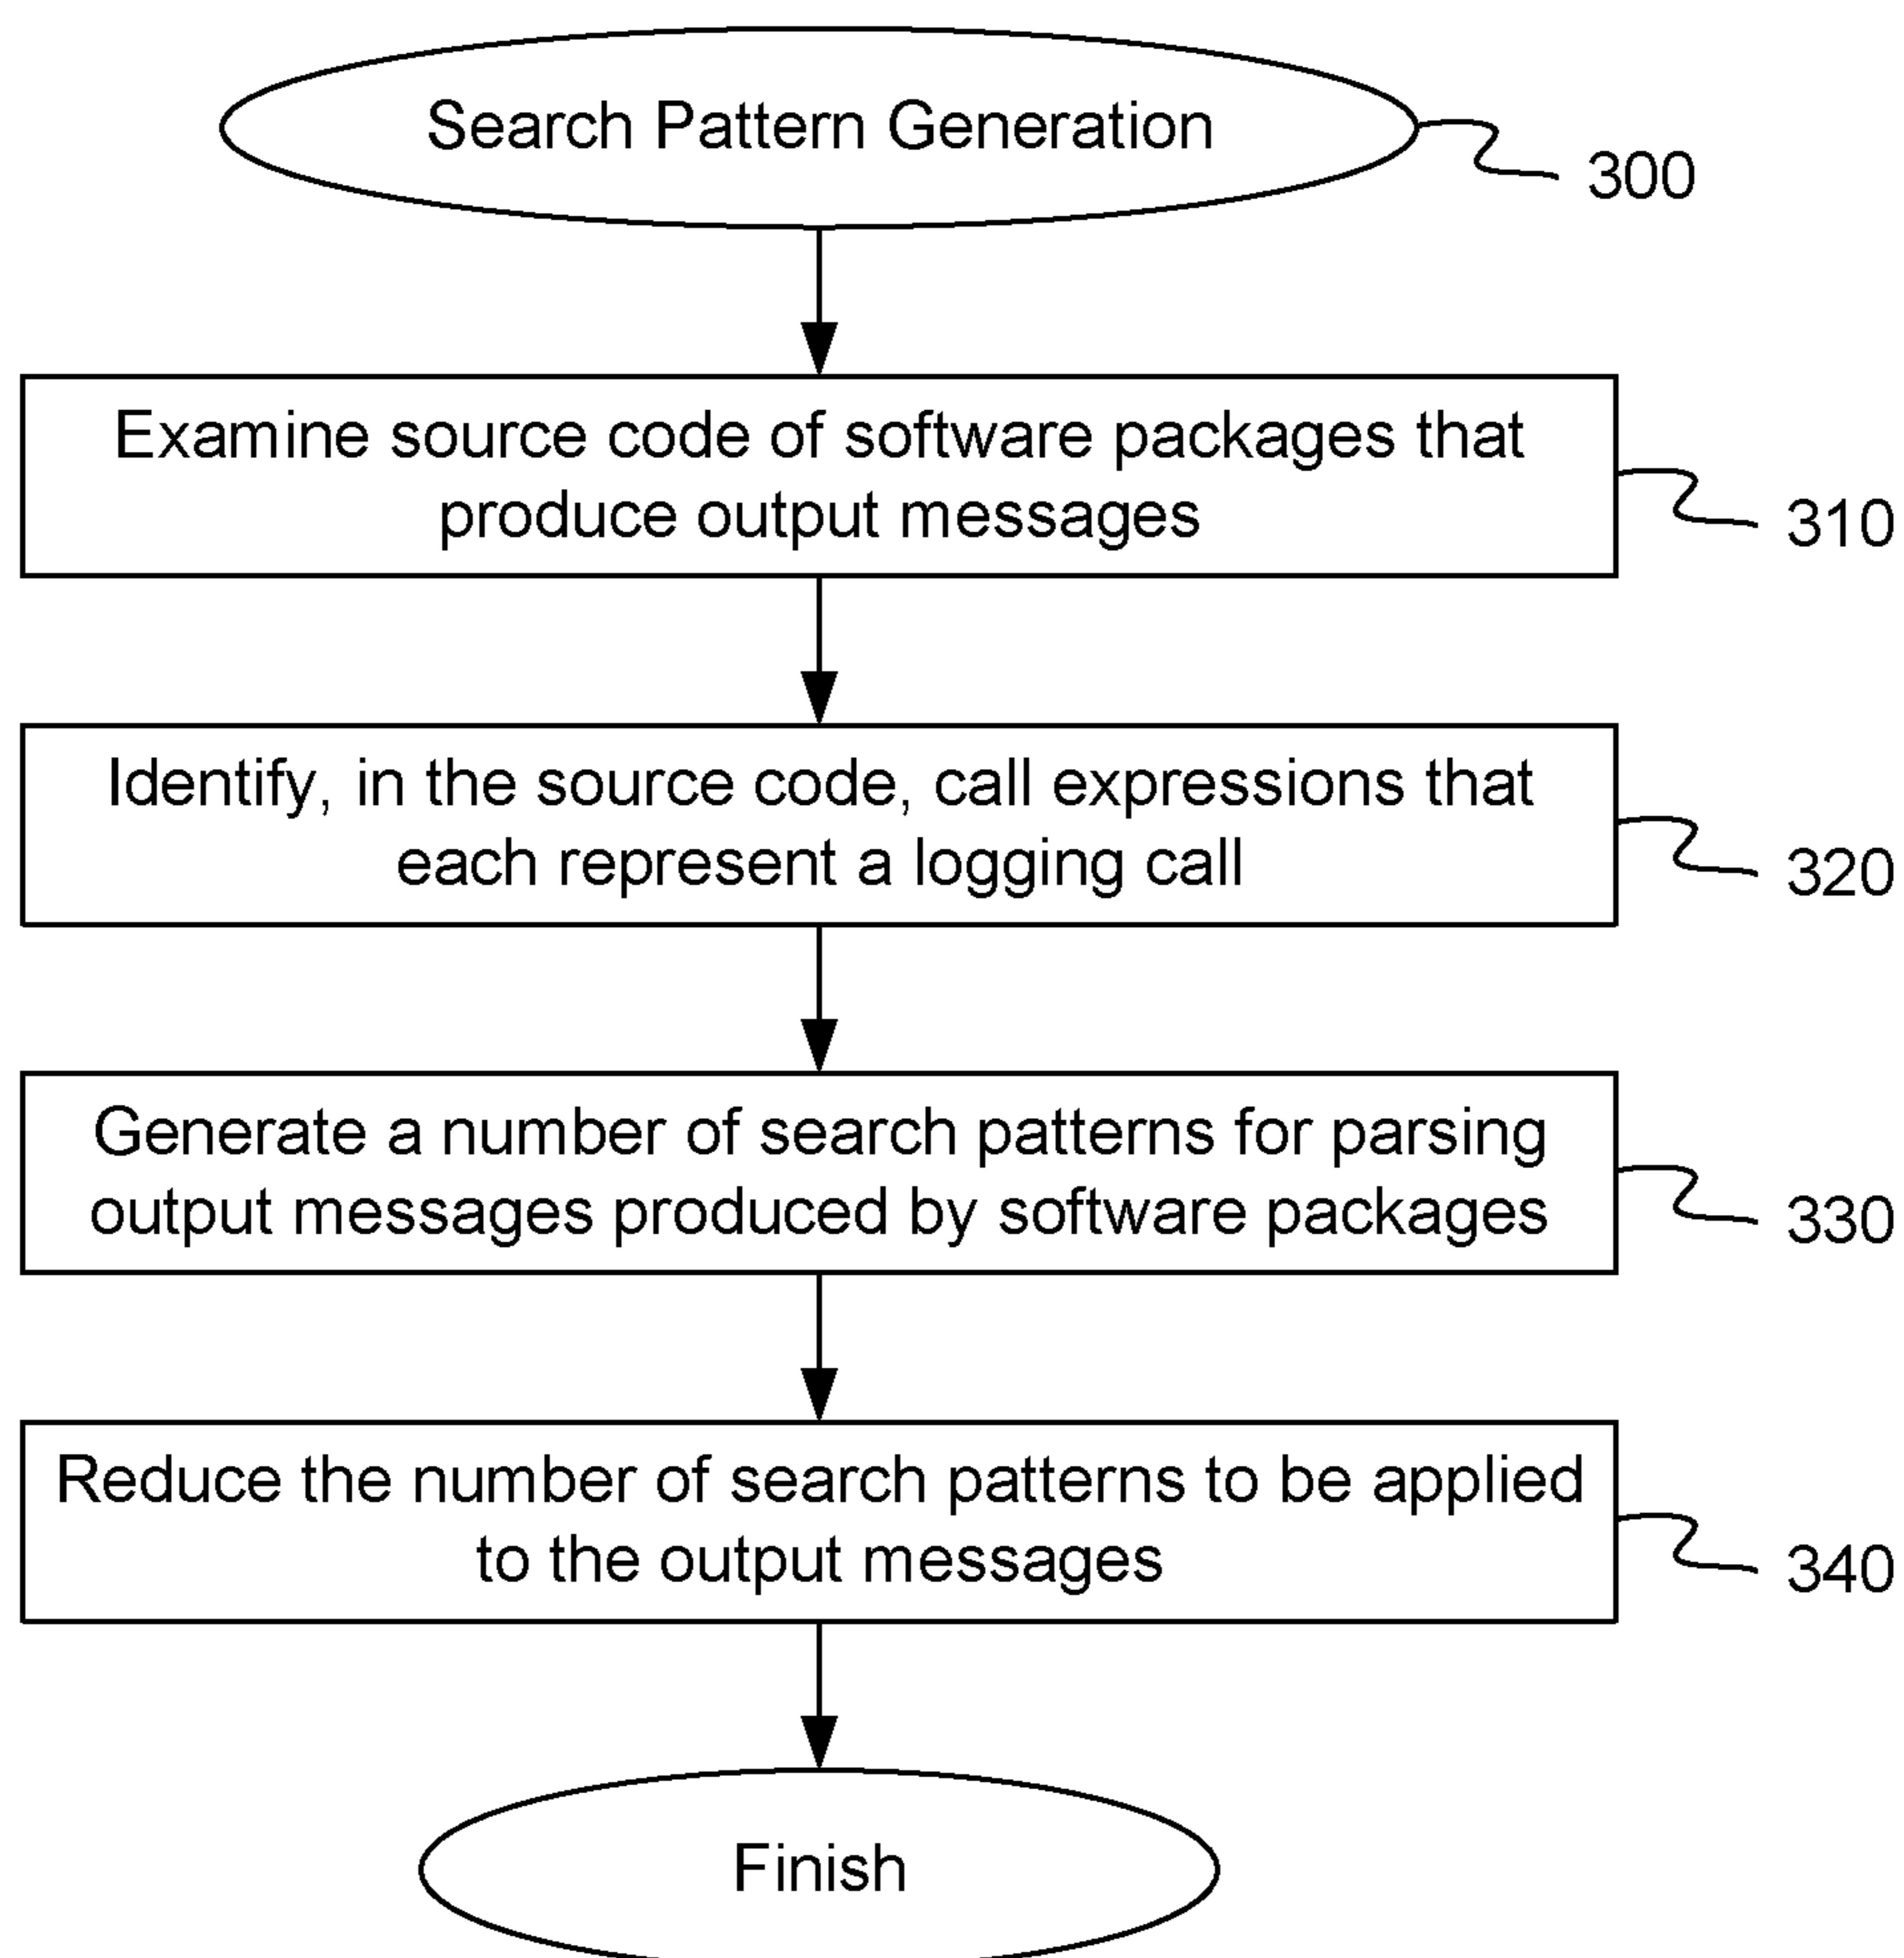 Search Pattern Generation
300
Examine source code of software packages that
produce output messages
310
Identify, in the source code, call expressions that
each represent a logging call
320
Generate a number of search patterns for parsing
output messages produced by software packages
330
Reduce the number of search patterns to be applied
to the output messages
340
Finish